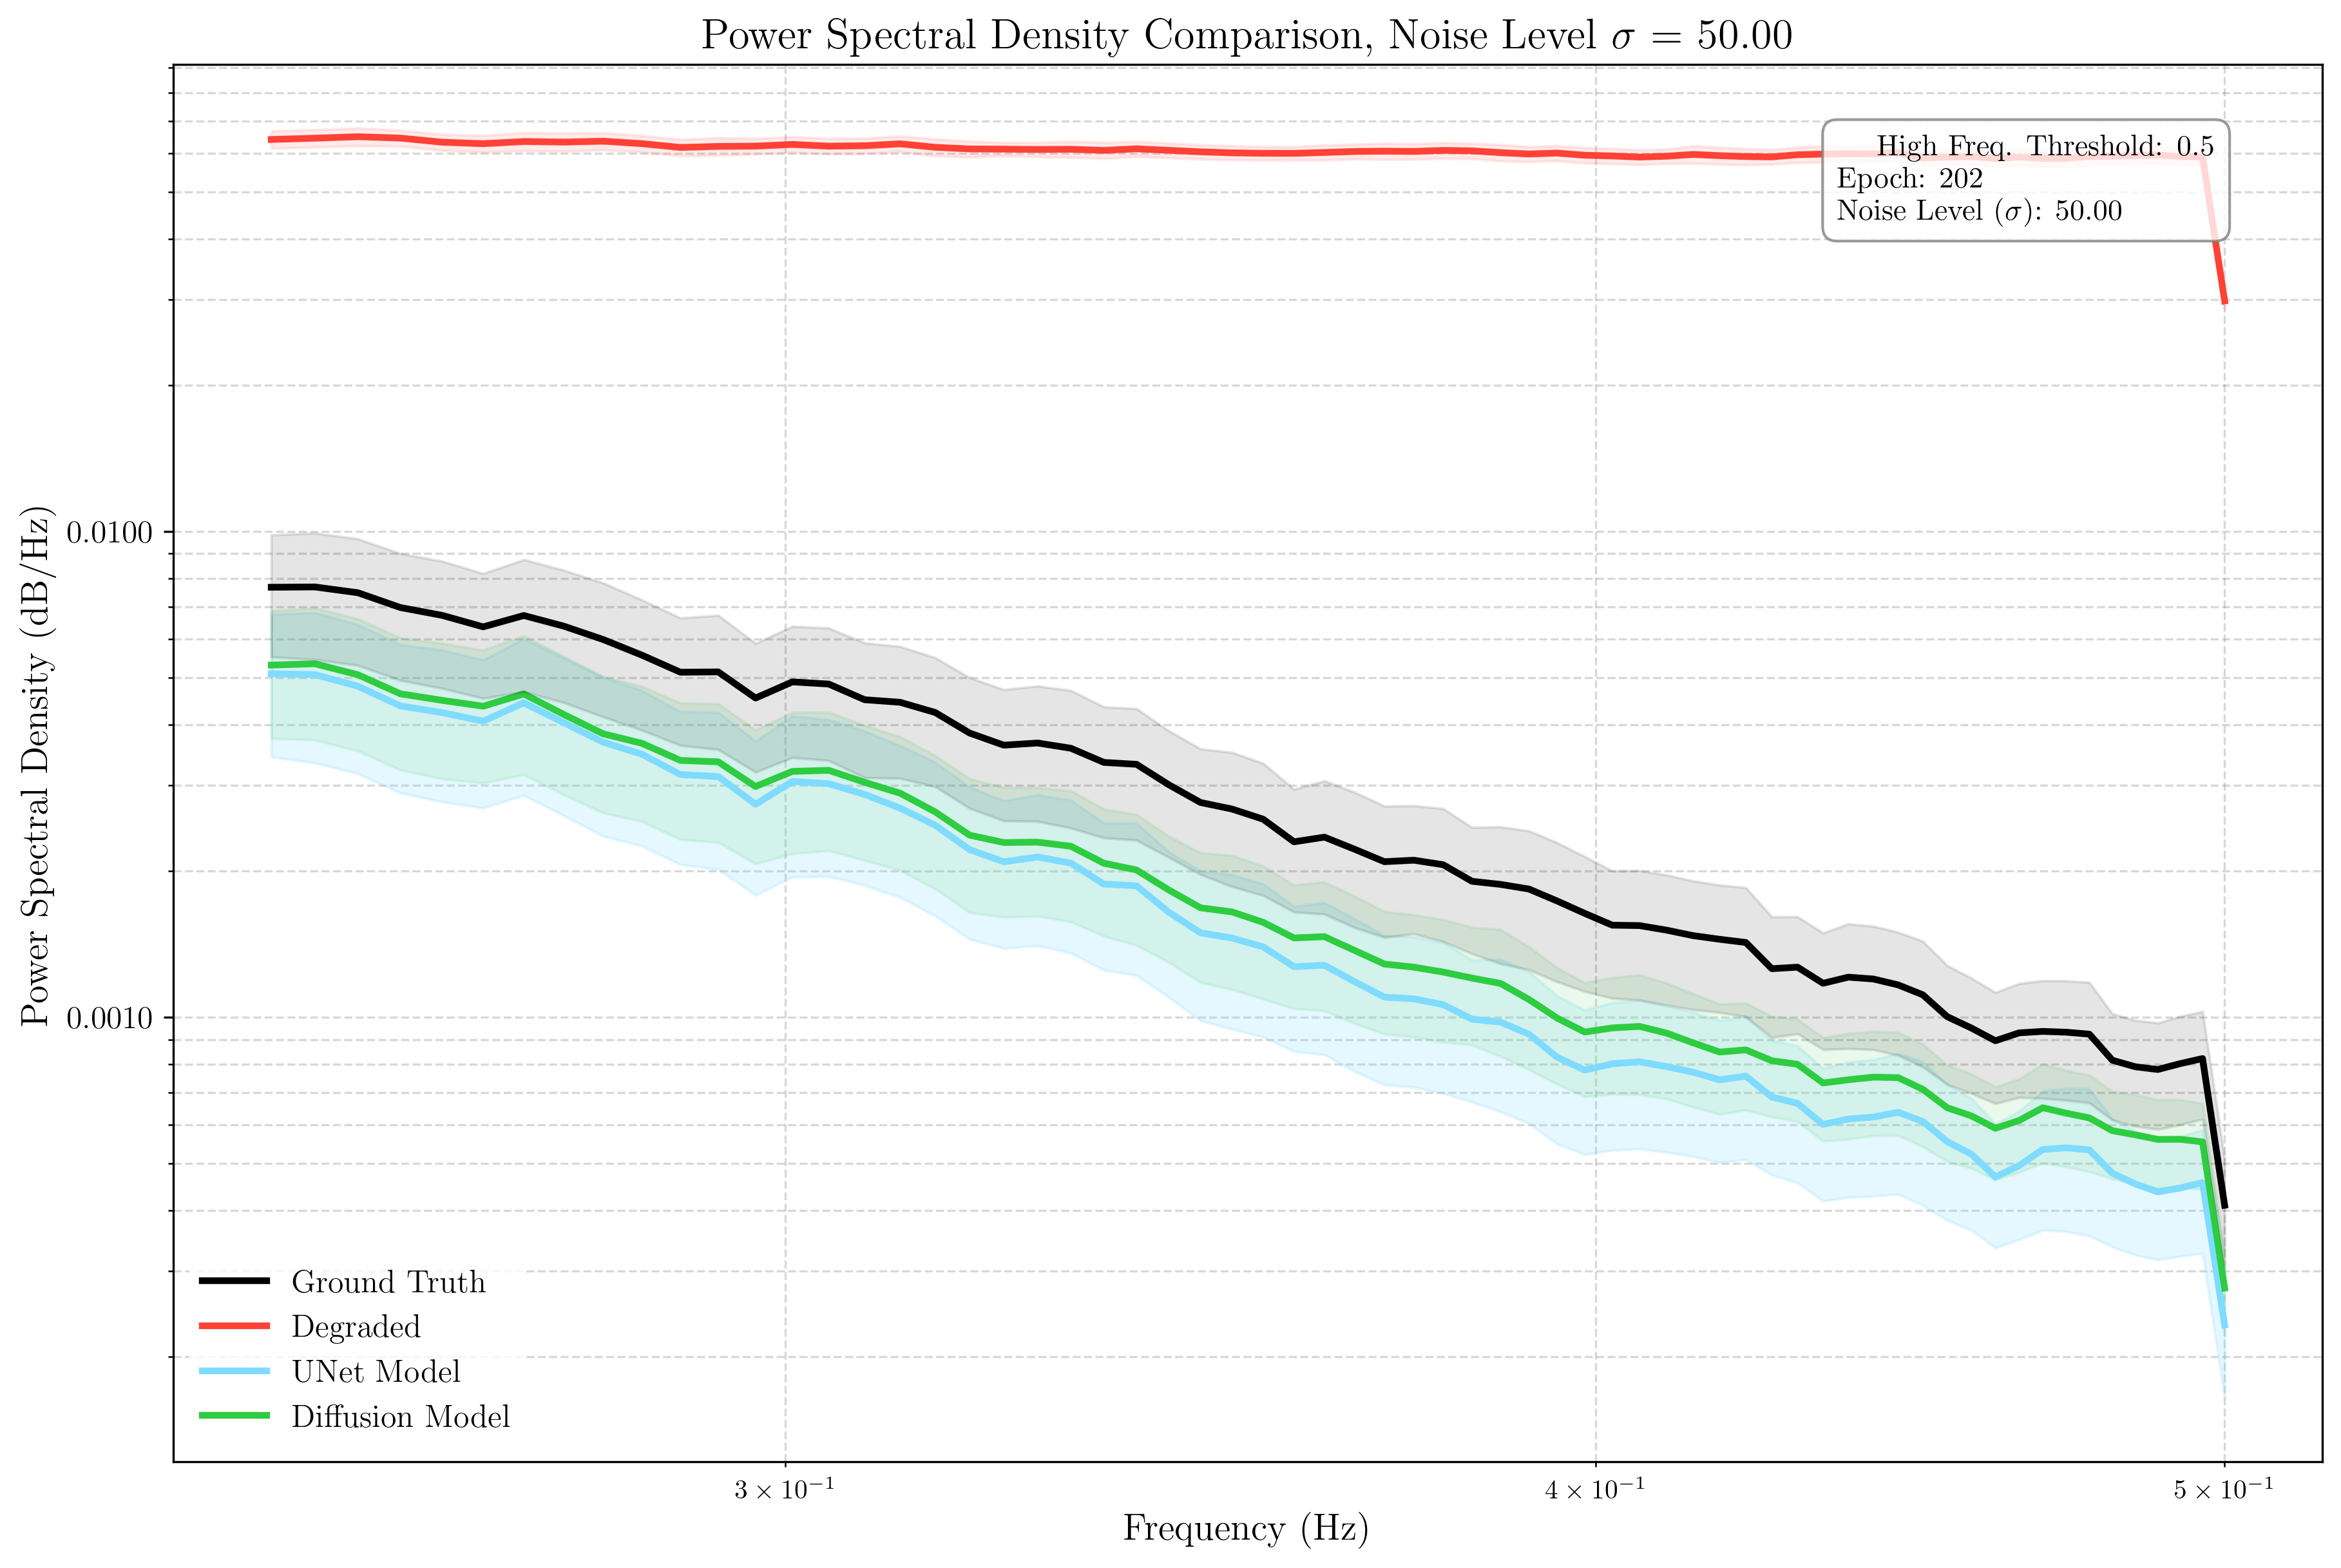 Power Spectral Density Comparison, Noise Level σ = 50.00
High Freq. Threshold: 0.5
Epoch: 202
Noise Level (σ): 50.00
Power Spectral Density (dB/Hz)
0.0100
0.0010
Ground Truth
Degraded
UNet Model
Diffusion Model
3 × 10⁻¹
4 × 10⁻¹
5 × 10⁻¹
Frequency (Hz)